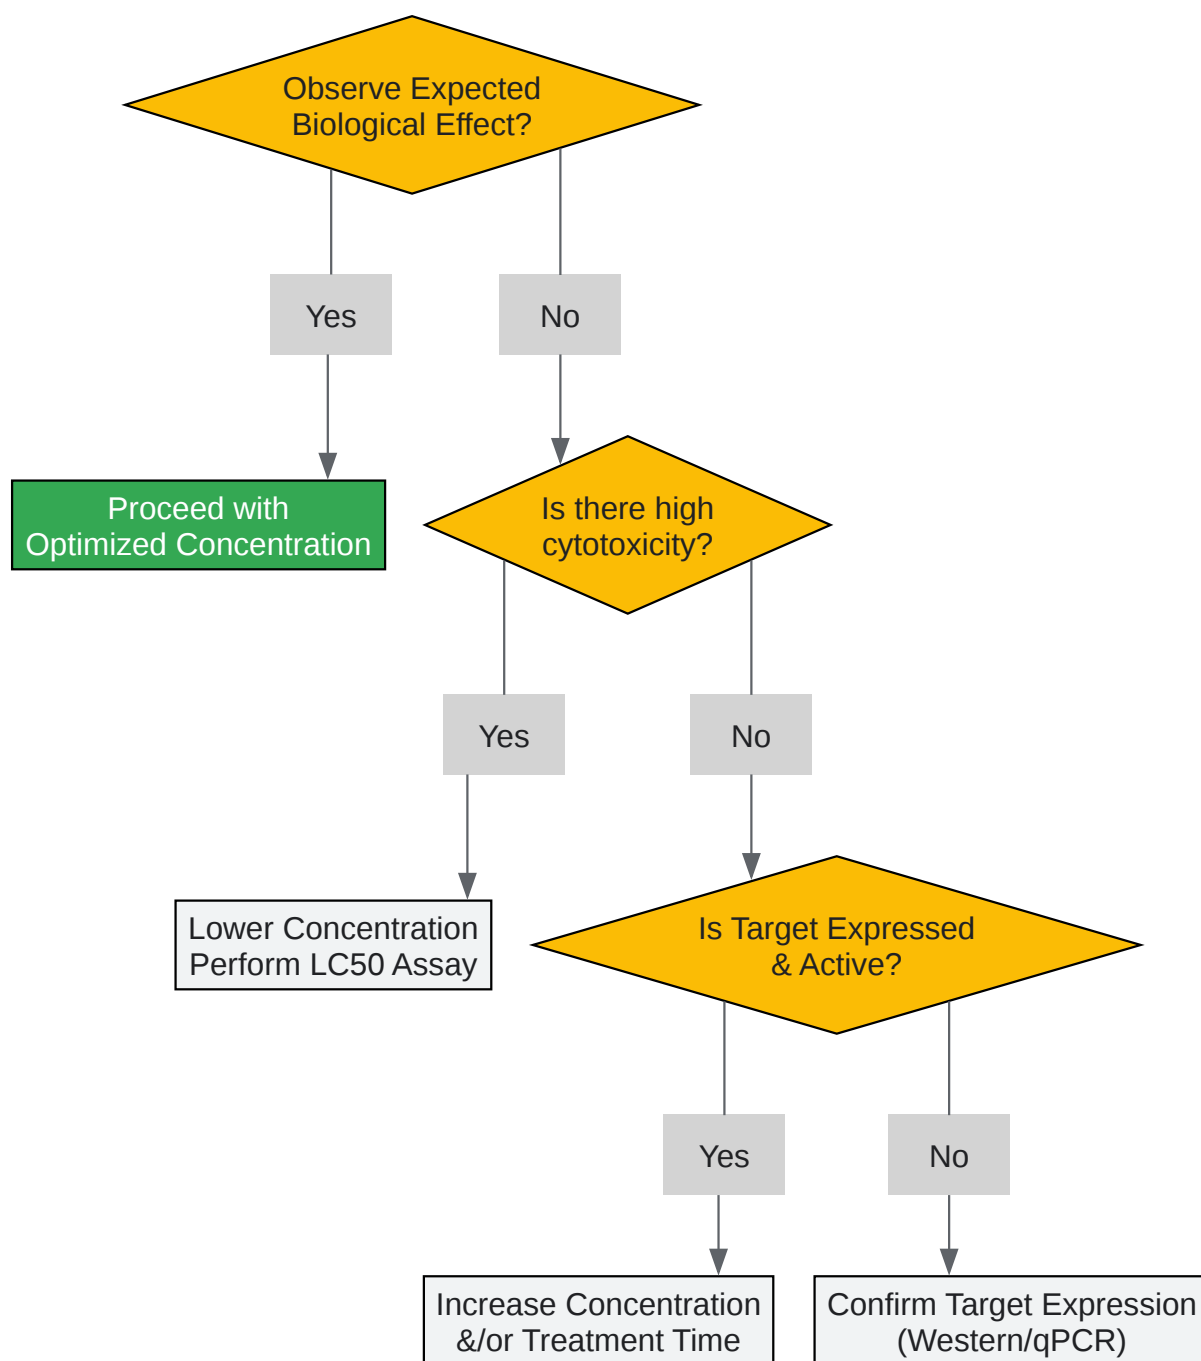 Observe Expected
Biological Effect?
Yes
No
Proceed with
Optimized Concentration
Is there high
cytotoxicity?
Yes
No
Lower Concentration
Perform LC50 Assay
Is Target Expressed
& Active?
Yes
No
Increase Concentration
&/or Treatment Time
Confirm Target Expression
(Western/qPCR)